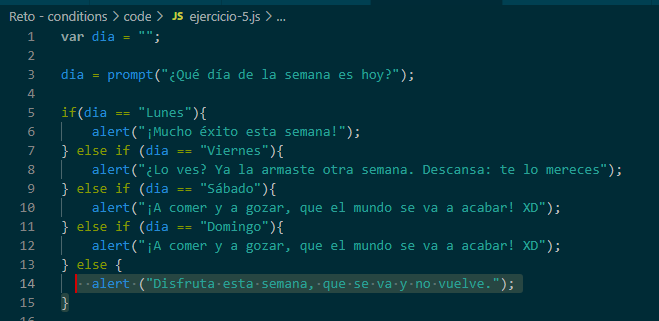 Reto - conditions > code > JS ejercicio-5.js > ...
1 var dia = "";
2
3 dia = prompt("¿Qué día de la semana es hoy?");
4
5 if(dia == "Lunes"){
6 alert("¡Mucho éxito esta semana!");
7 } else if (dia == "Viernes"){
8 alert("¿Lo ves? Ya la armaste otra semana. Descansa: te lo mereces");
9 } else if (dia == "Sábado"){
10 alert("¡A comer y a gozar, que el mundo se va a acabar! XD");
11 } else if (dia == "Domingo"){
12 alert("¡A comer y a gozar, que el mundo se va a acabar! XD");
13 } else {
14 alert ("Disfruta esta semana, que se va y no vuelve.");
15 }
16